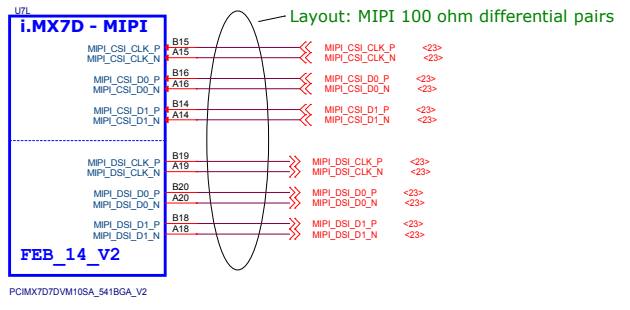 U7L
i.MX7D - MIPI
Layout: MIPI 100 ohm differential pairs
MIPI_CSI_CLK_P B15 MIPI_CSI_CLK_P <23>
MIPI_CSI_CLK_N A15 MIPI_CSI_CLK_N <23>
MIPI_CSI_D0_P B16 MIPI_CSI_D0_P <23>
MIPI_CSI_D0_N A16 MIPI_CSI_D0_N <23>
MIPI_CSI_D1_P B14 MIPI_CSI_D1_P <23>
MIPI_CSI_D1_N A14 MIPI_CSI_D1_N <23>
MIPI_DSI_CLK_P B19 MIPI_DSI_CLK_P <23>
MIPI_DSI_CLK_N A19 MIPI_DSI_CLK_N <23>
MIPI_DSI_D0_P B20 MIPI_DSI_D0_P <23>
MIPI_DSI_D0_N A20 MIPI_DSI_D0_N <23>
MIPI_DSI_D1_P B18 MIPI_DSI_D1_P <23>
MIPI_DSI_D1_N A18 MIPI_DSI_D1_N <23>
FEB_14_V2
PCIMX7D7DVM10SA_541BGA_V2